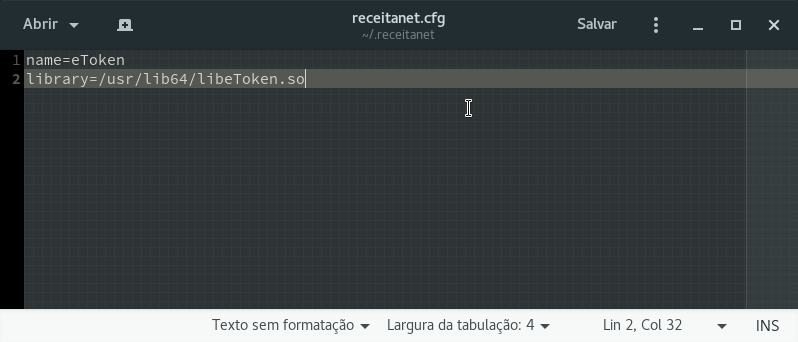 Abrir
receitanet.cfg
~/.receitanet
Salvar
1 name=eToken
2 library=/usr/lib64/libeToken.so
Texto sem formatação
Largura da tabulação: 4
Lin 2, Col 32
INS